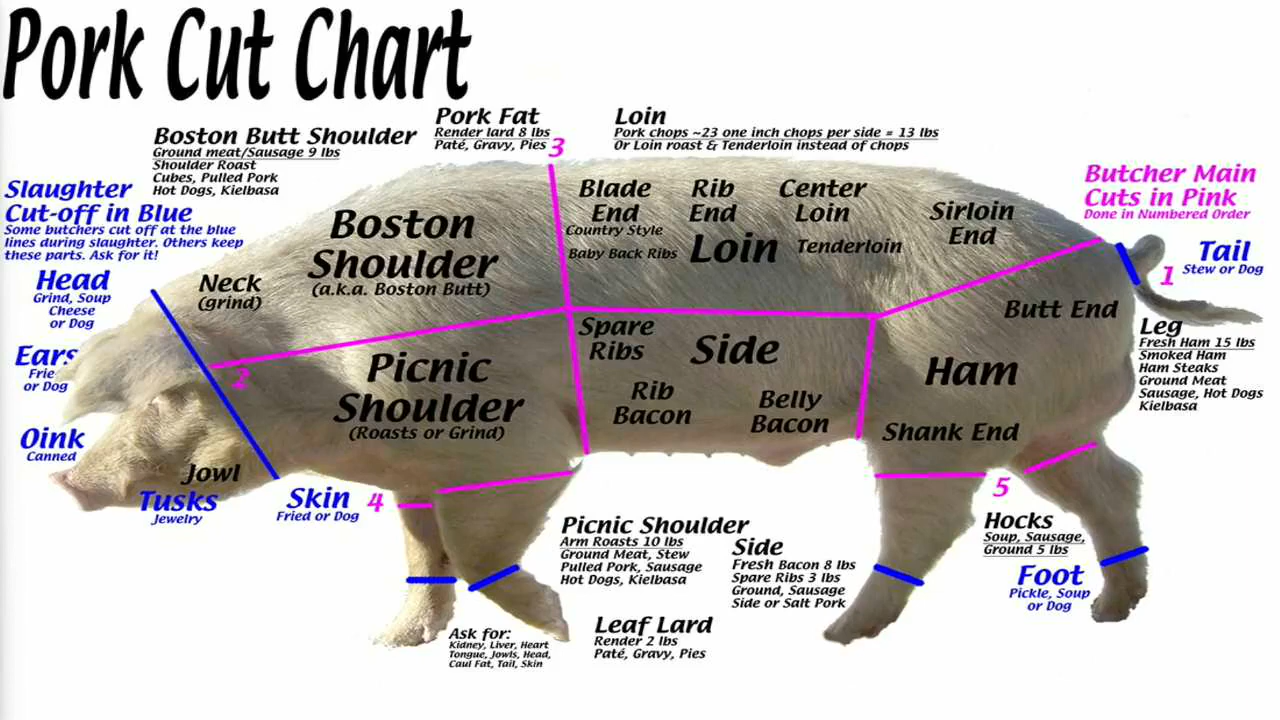 Pork Cut Chart
Boston Butt Shoulder
Ground meat/Sausage 9 lbs
Shoulder Roast
Cubes, Pulled Pork
Hot Dogs, Kielbasa
Pork Fat
Render lard 8 lbs
Paté, Gravy, Pies
3
Loin
Pork chops ~23 one inch chops per side = 13 lbs
Or Loin roast & Tenderloin instead of chops
Slaughter
Cut-off in Blue
Some butchers cut off at the blue
lines during slaughter. Others keep
these parts. Ask for it!
Butcher Main
Cuts in Pink
Done in Numbered Order
Head
Grind, Soup
Cheese
or Dog
Ears
Frie
or Dog
Oink
Canned
Neck
(grind)
Boston
Shoulder
(a.k.a. Boston Butt)
Blade
End
Country Style
Baby Back Ribs
Rib
End
Loin
Center
Loin
Tenderloin
Sirloin
End
Tail
Stew or Dog
1
2
Picnic
Shoulder
(Roasts or Grind)
Spare
Ribs
Side
Rib
Bacon
Belly
Bacon
Butt End
Ham
Shank End
Leg
Fresh Ham 15 lbs
Smoked Ham
Ham Steaks
Ground Meat
Sausage, Hot Dogs
Kielbasa
Jowl
Tusks
Jewelry
Skin
Fried or Dog
4
5
Picnic Shoulder
Arm Roasts 10 lbs
Ground Meat, Stew
Pulled Pork, Sausage
Hot Dogs, Kielbasa
Side
Fresh Bacon 8 lbs
Spare Ribs 3 lbs
Ground, Sausage
Side or Salt Pork
Hocks
Soup, Sausage,
Ground 5 lbs
Foot
Pickle, Soup
or Dog
Ask for:
Kidney, Liver, Heart
Tongue, Jowls, Head,
Caul Fat, Tail, Skin
Leaf Lard
Render 2 lbs
Paté, Gravy, Pies